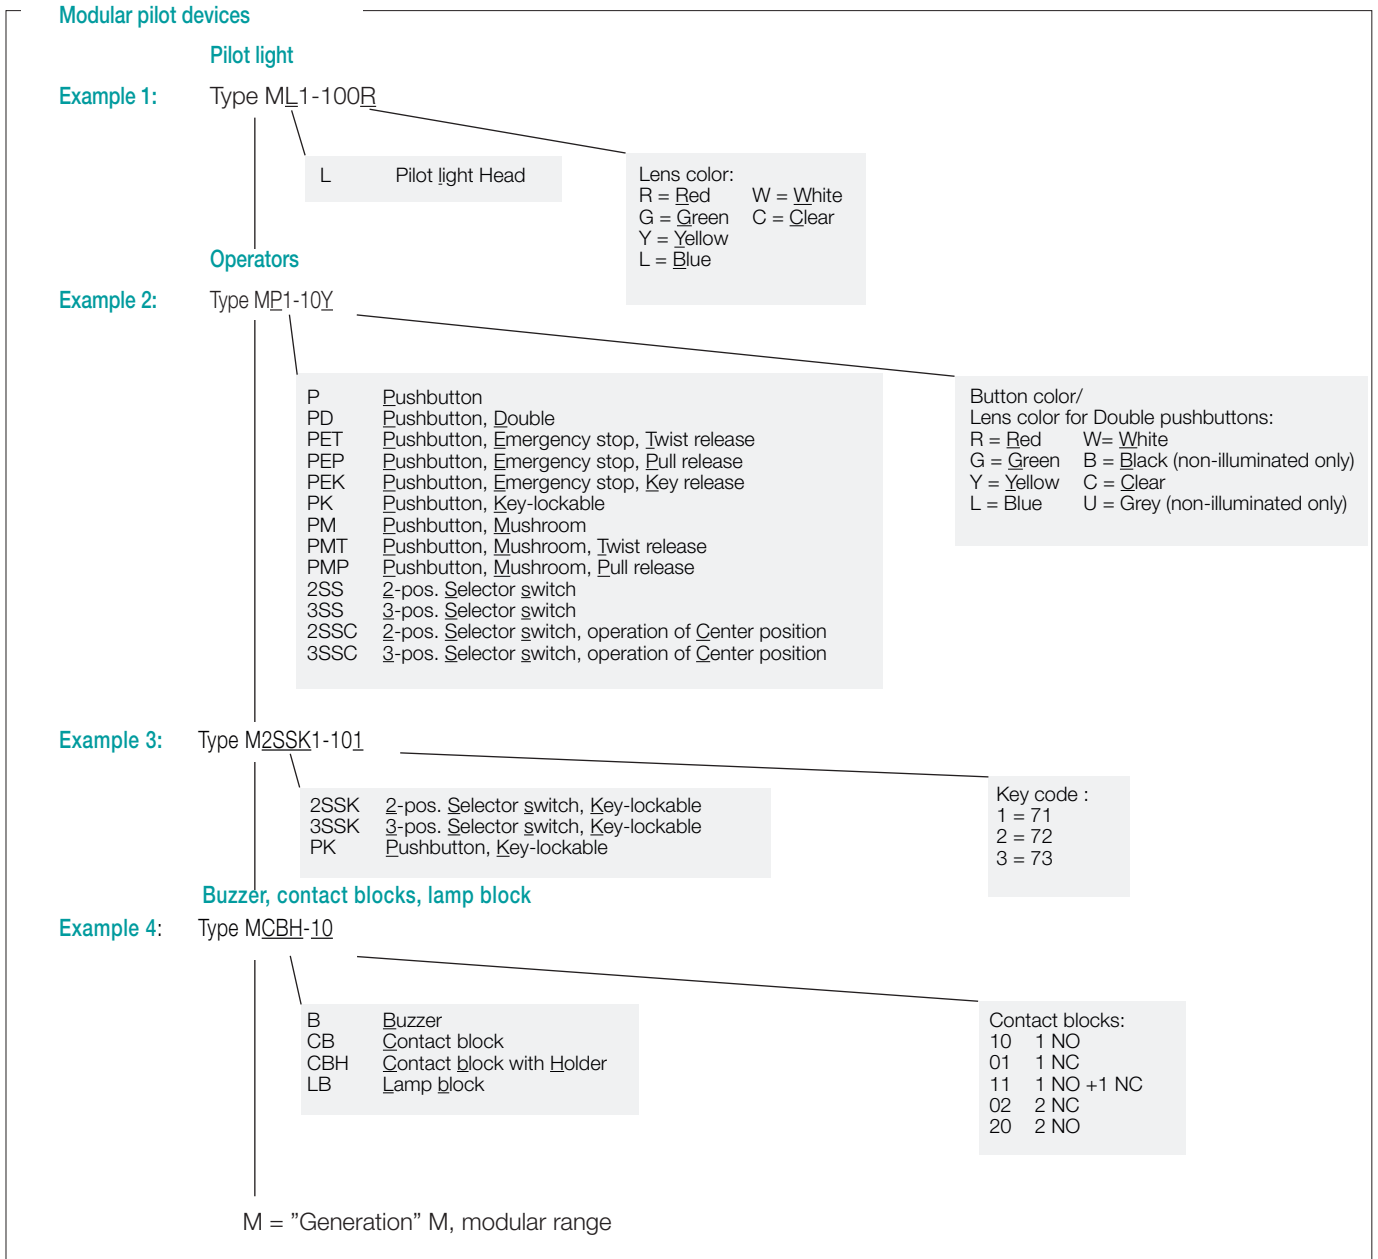 Modular pilot devices
Pilot light
Example 1: Type ML1-100R
L Pilot light Head
Lens color:
R = Red W = White
G = Green C = Clear
Y = Yellow
L = Blue
Operators
Example 2: Type MP1-10Y
P Pushbutton
PD Pushbutton, Double
PET Pushbutton, Emergency stop, Twist release
PEP Pushbutton, Emergency stop, Pull release
PEK Pushbutton, Emergency stop, Key release
PK Pushbutton, Key-lockable
PM Pushbutton, Mushroom
PMT Pushbutton, Mushroom, Twist release
PMP Pushbutton, Mushroom, Pull release
2SS 2-pos. Selector switch
3SS 3-pos. Selector switch
2SSC 2-pos. Selector switch, operation of Center position
3SSC 3-pos. Selector switch, operation of Center position
Button color/
Lens color for Double pushbuttons:
R = Red W= White
G = Green B = Black (non-illuminated only)
Y = Yellow C = Clear
L = Blue U = Grey (non-illuminated only)
Example 3: Type M2SSK1-101
2SSK 2-pos. Selector switch, Key-lockable
3SSK 3-pos. Selector switch, Key-lockable
PK Pushbutton, Key-lockable
Key code :
1 = 71
2 = 72
3 = 73
Buzzer, contact blocks, lamp block
Example 4: Type MCBH-10
B Buzzer
CB Contact block
CBH Contact block with Holder
LB Lamp block
Contact blocks:
10 1 NO
01 1 NC
11 1 NO +1 NC
02 2 NC
20 2 NO
M = ”Generation” M, modular range